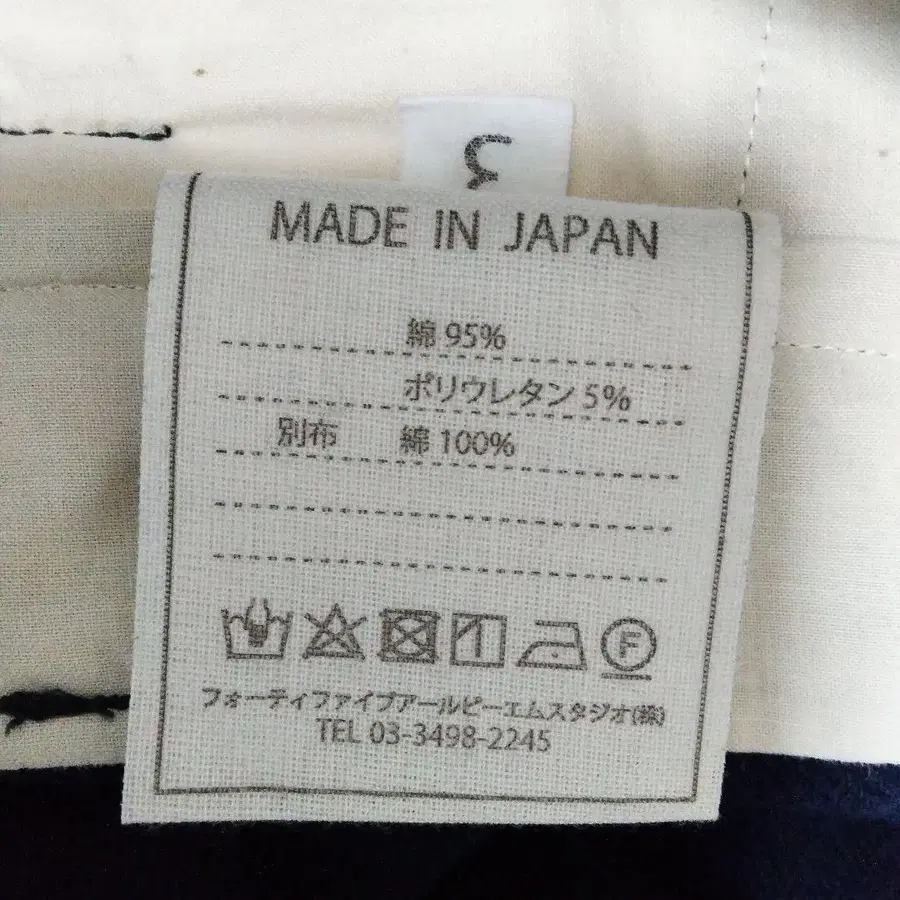 MADE IN JAPAN
綿 95%
ポリウレタン 5%
別布 綿 100%
F
フォーティファイブアールピーエムスタジオ(株)
TEL 03-3498-2245